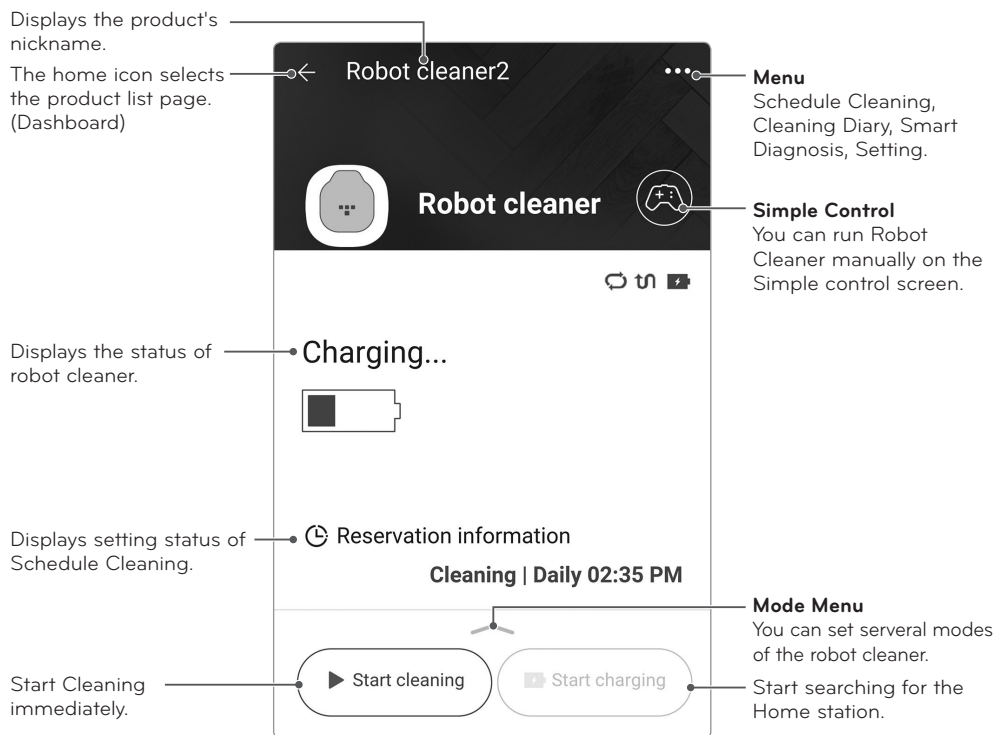 Displays the product's
nickname.
The home icon selects
the product list page.
(Dashboard)
Robot cleaner2
Menu
Schedule Cleaning,
Cleaning Diary, Smart
Diagnosis, Setting.
Robot cleaner
Simple Control
You can run Robot
Cleaner manually on the
Simple control screen.
Displays the status of
robot cleaner.
Charging...
Displays setting status of
Schedule Cleaning.
Reservation information
Cleaning | Daily 02:35 PM
Mode Menu
You can set serveral modes
of the robot cleaner.
Start Cleaning
immediately.
Start cleaning
Start charging
Start searching for the
Home station.